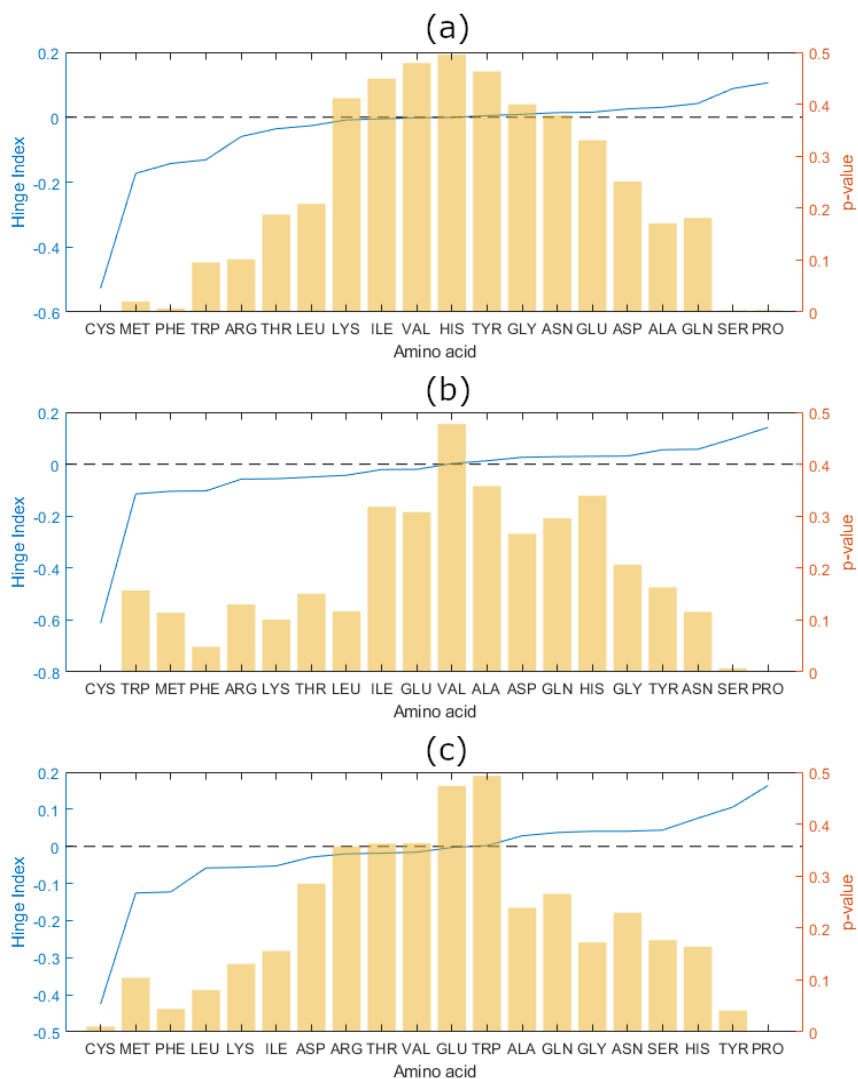 (a)
0.2
0
-0.2
-0.4
-0.6
Hinge Index
0.5
0.4
0.3
0.2
0.1
0
p-value
CYS MET PHE TRP ARG THR LEU LYS ILE VAL HIS TYR GLY ASN GLU ASP ALA GLN SER PRO
Amino acid
(b)
0.2
0
-0.2
-0.4
-0.6
-0.8
Hinge Index
0.5
0.4
0.3
0.2
0.1
0
p-value
CYS TRP MET PHE ARG LYS THR LEU ILE GLU VAL ALA ASP GLN HIS GLY TYR ASN SER PRO
Amino acid
(c)
0.2
0.1
0
-0.1
-0.2
-0.3
-0.4
-0.5
Hinge Index
0.5
0.4
0.3
0.2
0.1
0
p-value
CYS MET PHE LEU LYS ILE ASP ARG THR VAL GLU TRP ALA GLN GLY ASN SER HIS TYR PRO
Amino acid